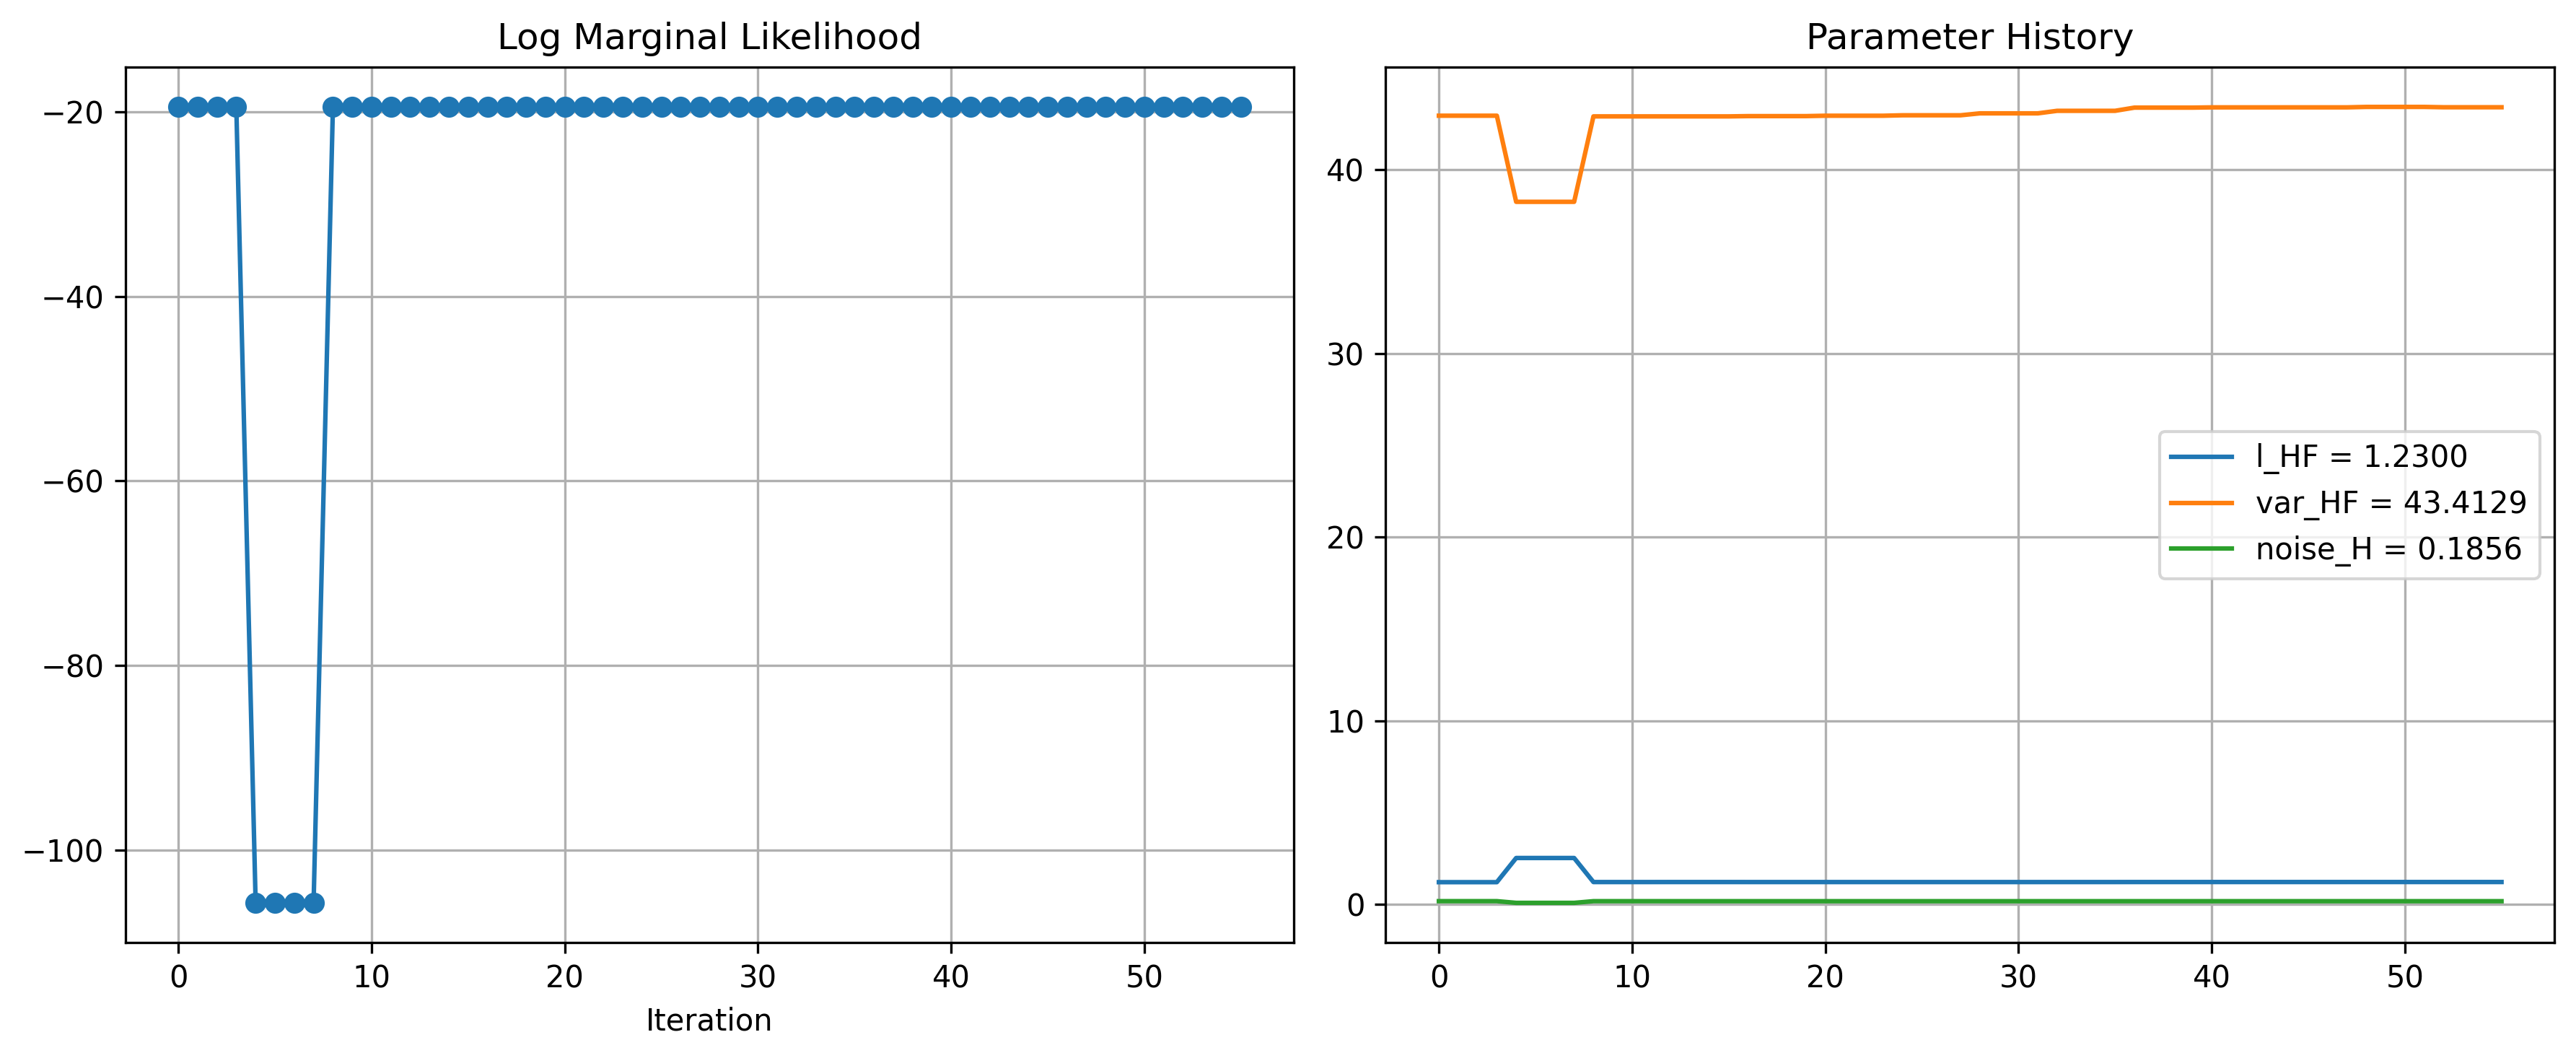 Log Marginal Likelihood
−20
−40
−60
−80
−100
0 10 20 30 40 50
Iteration
Parameter History
40
30
20
10
0
l_HF = 1.2300
var_HF = 43.4129
noise_H = 0.1856
0 10 20 30 40 50